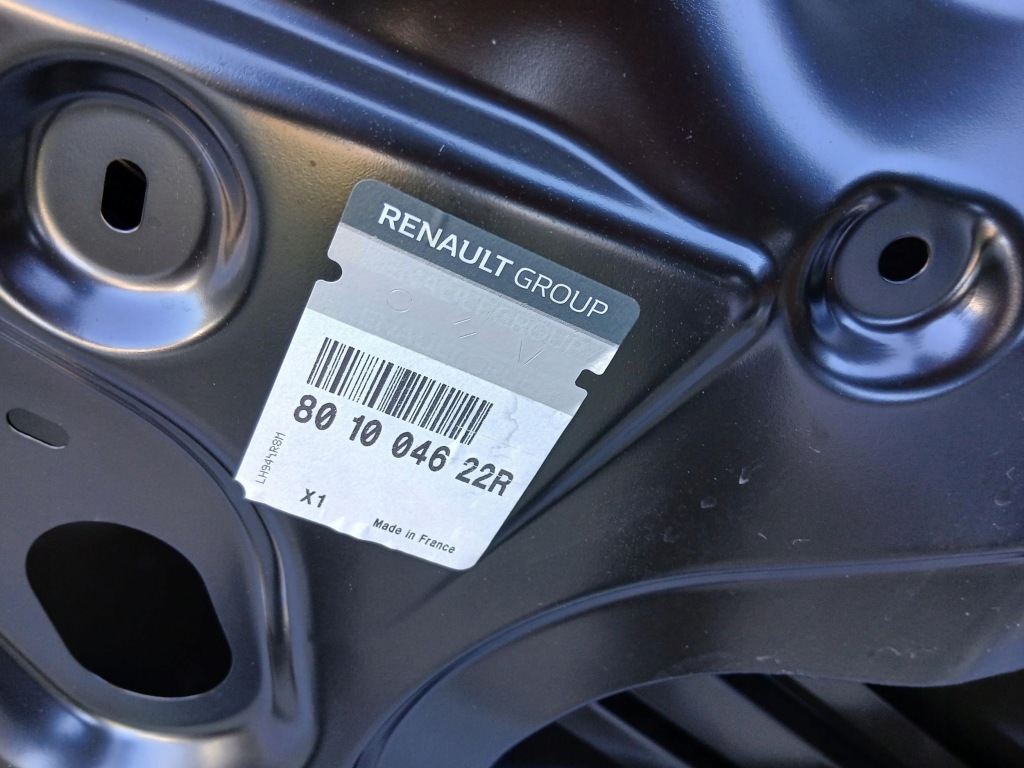 RENAULT GROUP
80 10 046 22R
X1
Made in France